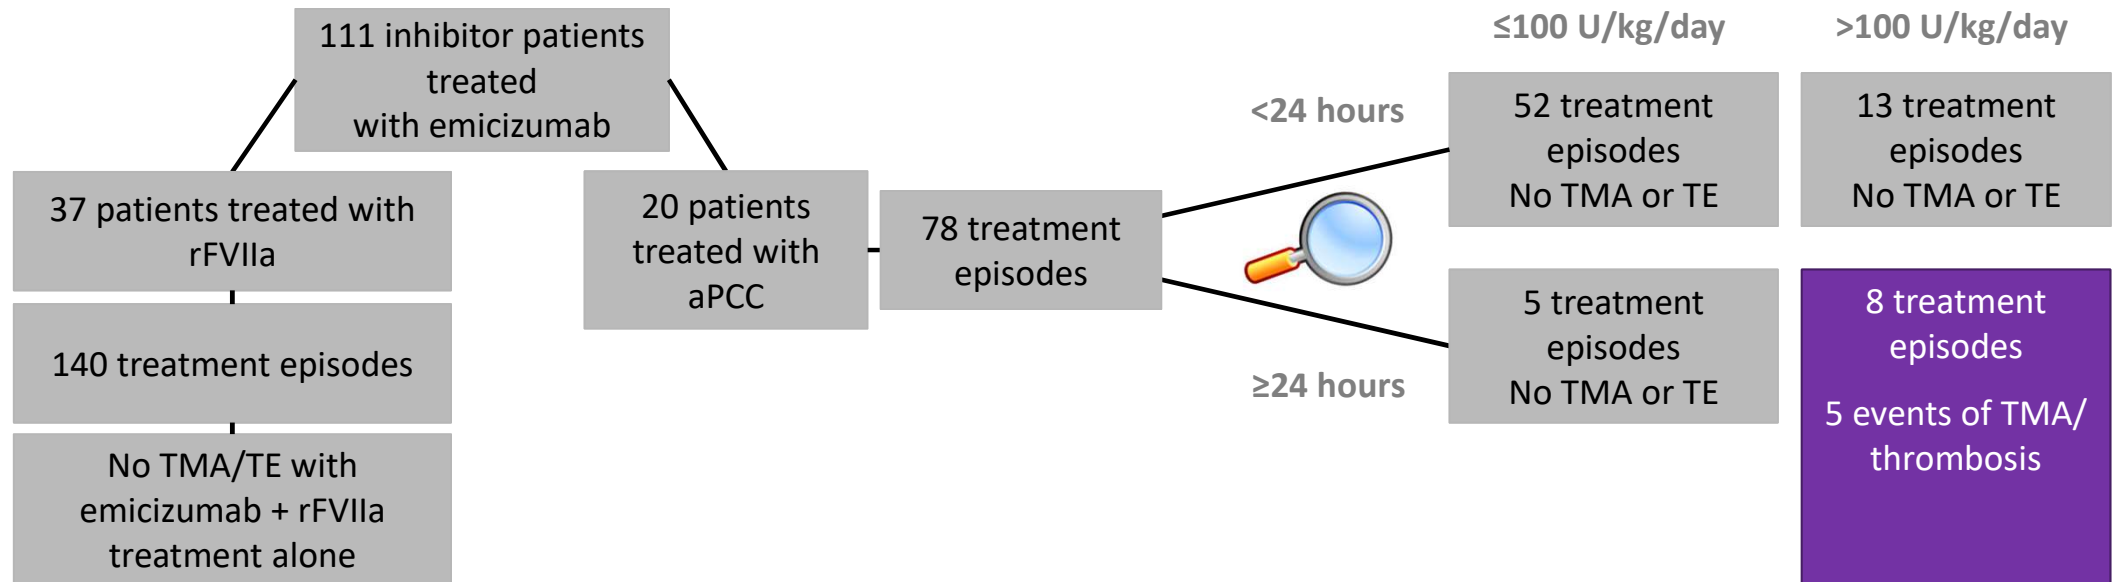 111 inhibitor patients
treated
with emicizumab
37 patients treated with
rFVIIa
140 treatment episodes
No TMA/TE with
emicizumab + rFVIIa
treatment alone
20 patients
treated with
aPCC
78 treatment
episodes
<24 hours
≥24 hours
≤100 U/kg/day
>100 U/kg/day
52 treatment
episodes
No TMA or TE
13 treatment
episodes
No TMA or TE
5 treatment
episodes
No TMA or TE
8 treatment
episodes
5 events of TMA/
thrombosis